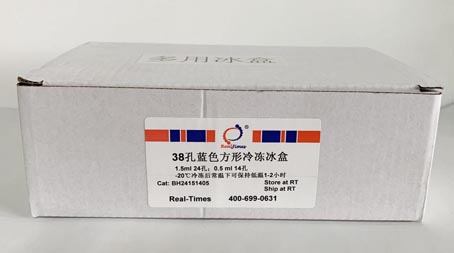 多用冰盒
Real Times
38孔蓝色方形冷冻冰盒
1.5ml 24孔；0.5 ml 14孔
-20℃冷冻后常温下可保持低温1-2小时
Cat: BH24151405 Store at RT
Ship at RT
Real-Times 400-699-0631